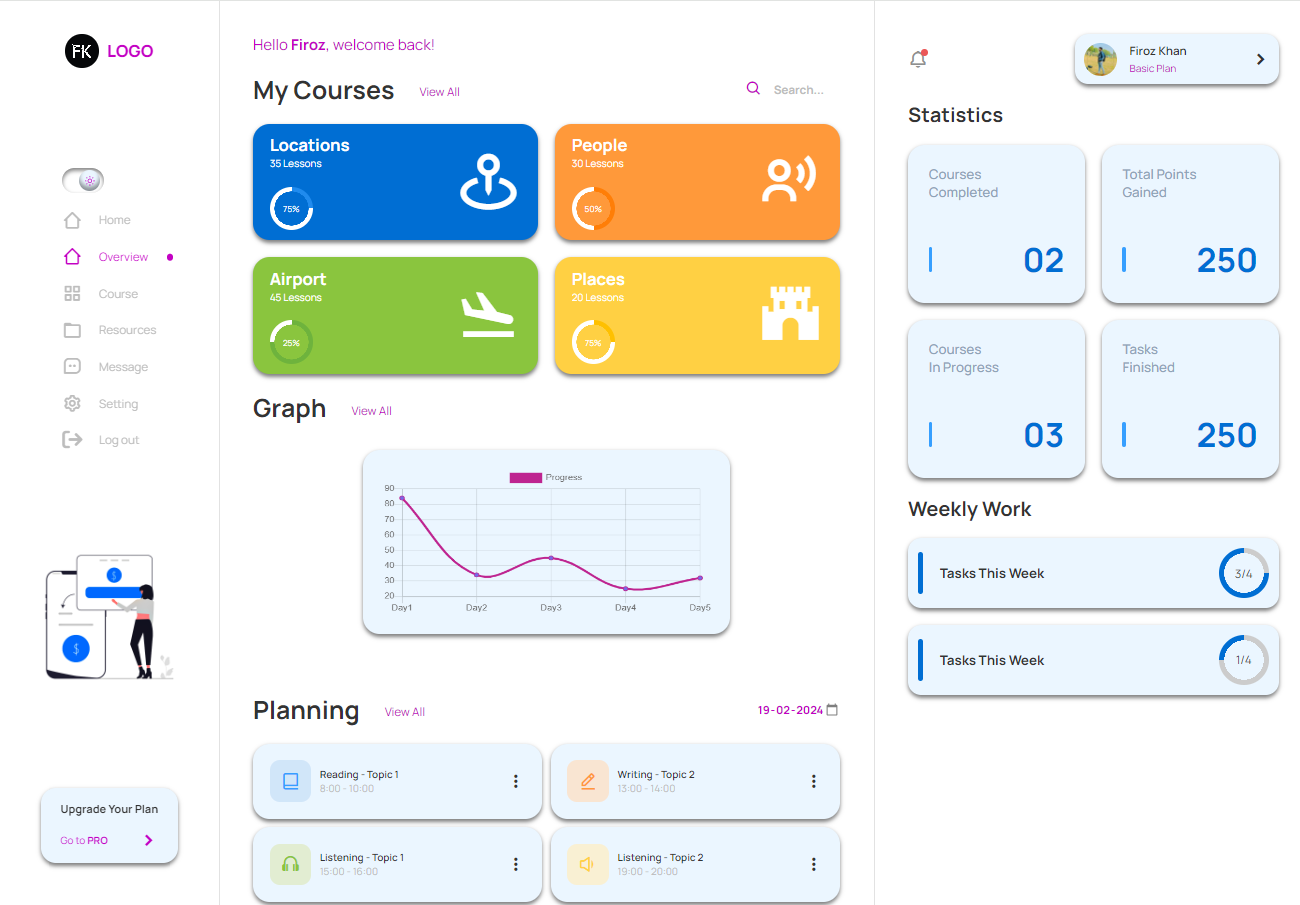 FK LOGO
Home
Overview
Course
Resources
Message
Setting
Log out
Upgrade Your Plan
Go to PRO
Hello Firoz, welcome back!
My Courses View All
Search...
Locations
35 Lessons
75%
People
30 Lessons
50%
Airport
45 Lessons
25%
Places
20 Lessons
75%
Graph View All
Progress
90
80
70
60
50
40
30
20
Day1 Day2 Day3 Day4 Day5
Planning View All
19-02-2024
Reading - Topic 1
8:00 - 10:00
Writing - Topic 2
13:00 - 14:00
Listening - Topic 1
15:00 - 16:00
Listening - Topic 2
19:00 - 20:00
Firoz Khan
Basic Plan
Statistics
Courses
Completed
02
Total Points
Gained
250
Courses
In Progress
03
Tasks
Finished
250
Weekly Work
Tasks This Week
3/4
Tasks This Week
1/4